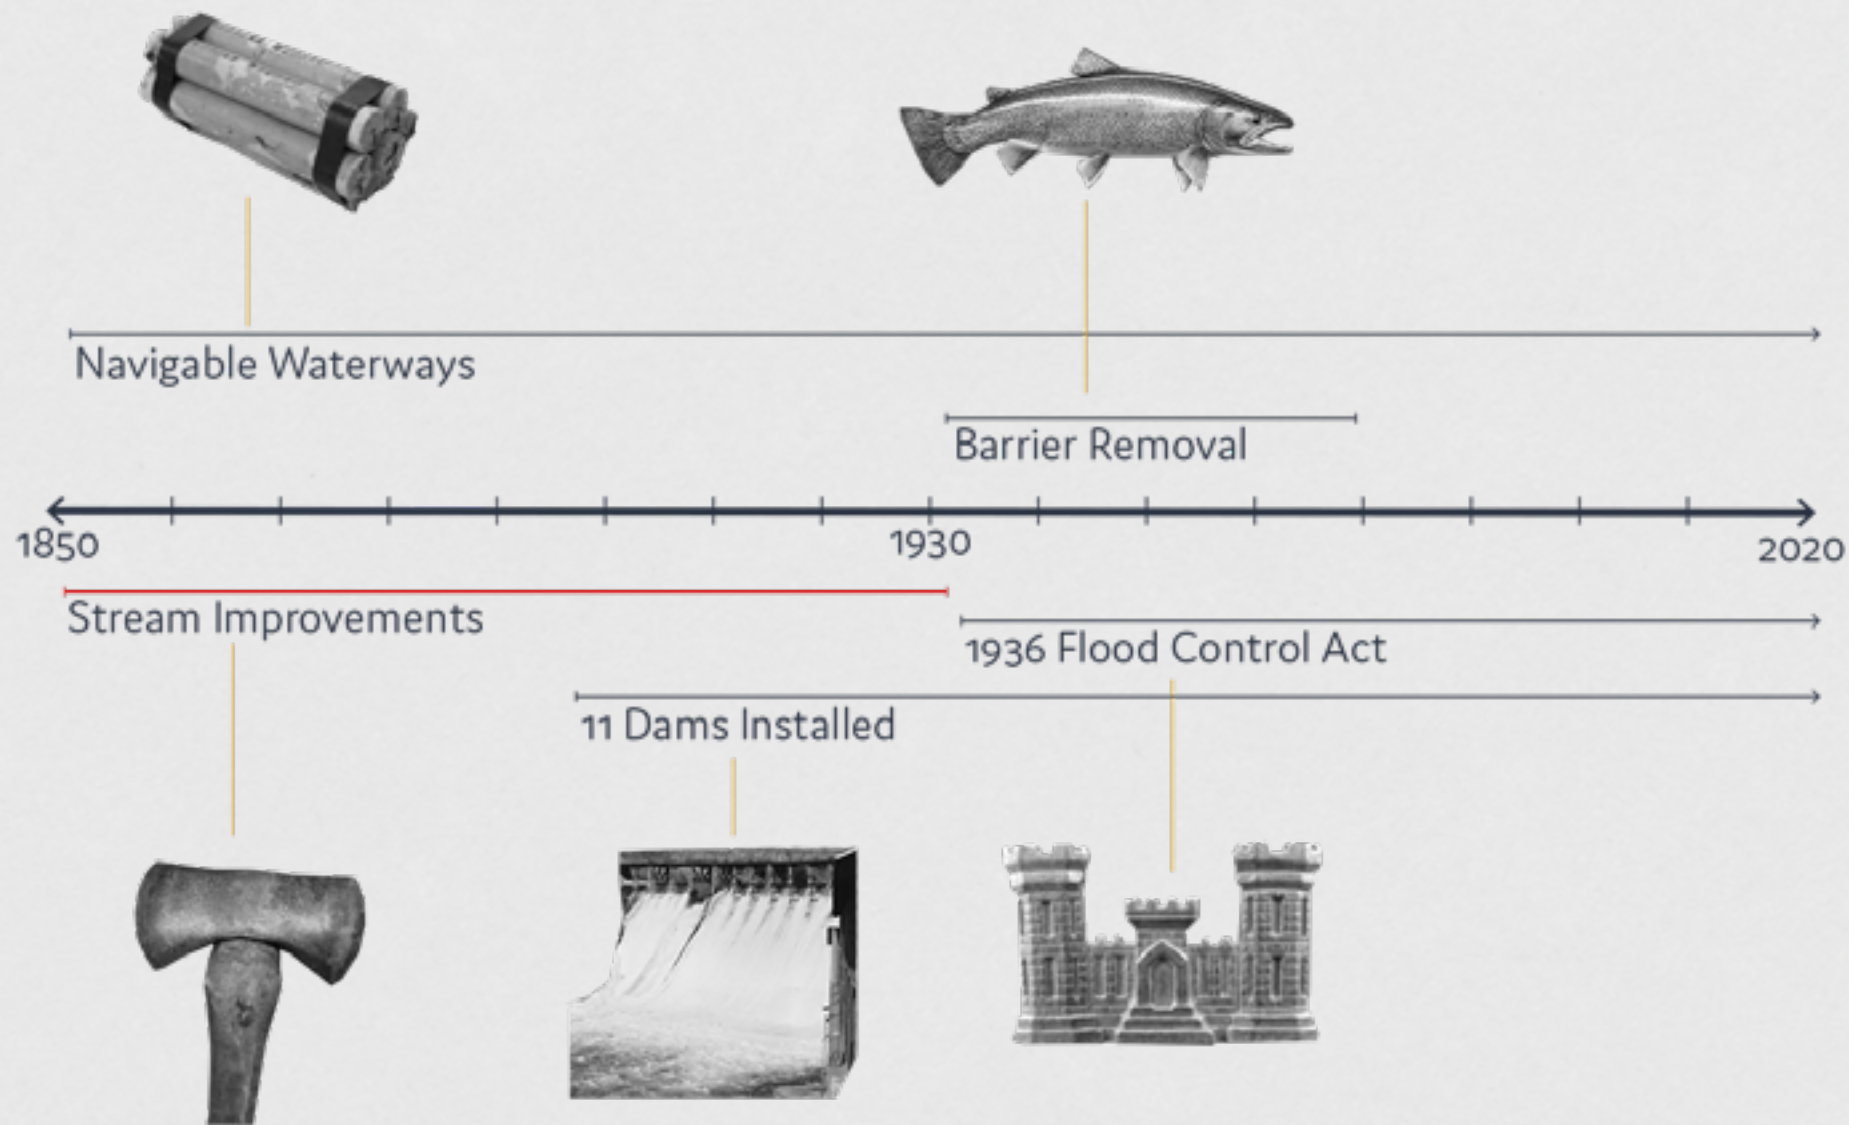 Navigable Waterways
Barrier Removal
1850
1930
2020
Stream Improvements
1936 Flood Control Act
11 Dams Installed